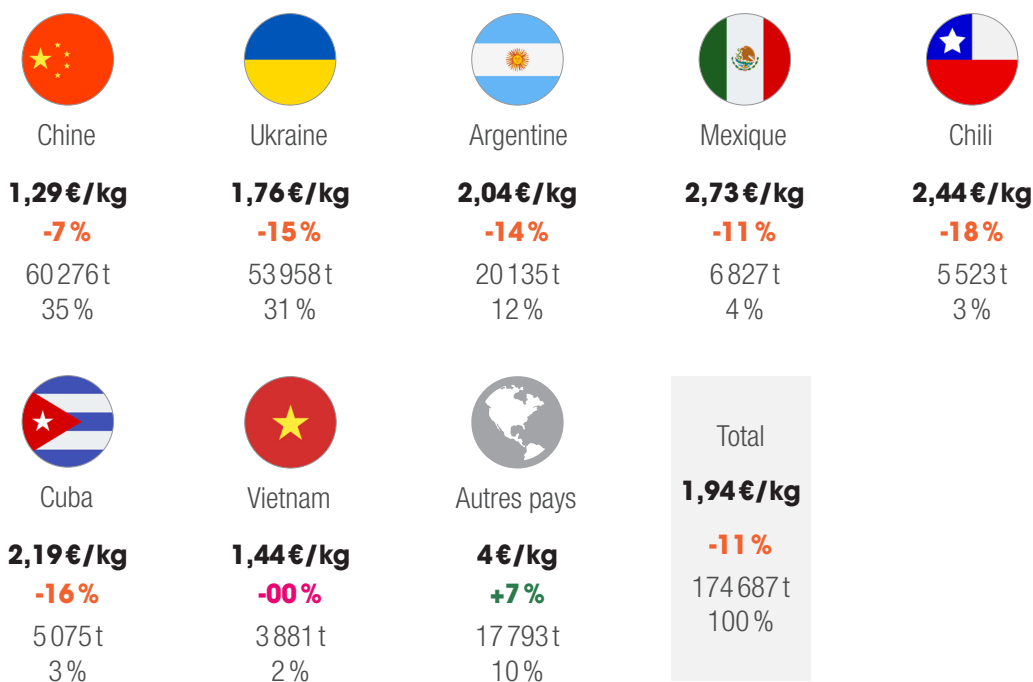 Chine
1,29 €/kg
-7 %
60 276 t
35 %
Ukraine
1,76 €/kg
-15 %
53 958 t
31 %
Argentine
2,04 €/kg
-14 %
20 135 t
12 %
Mexique
2,73 €/kg
-11 %
6 827 t
4 %
Chili
2,44 €/kg
-18 %
5 523 t
3 %
Cuba
2,19 €/kg
-16 %
5 075 t
3 %
Vietnam
1,44 €/kg
-00 %
3 881 t
2 %
Autres pays
4 €/kg
+7 %
17 793 t
10 %
Total
1,94 €/kg
-11 %
174 687 t
100 %